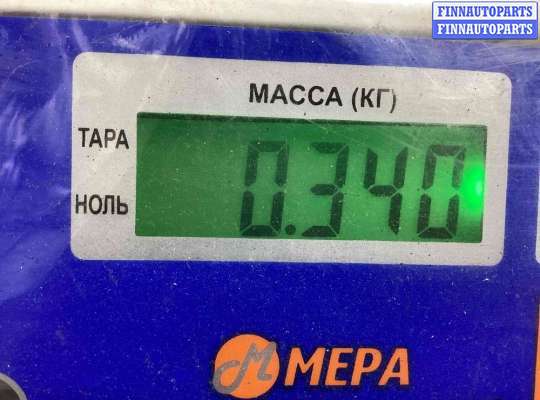 FINNAUTOPARTS
FINNAUTOPARTS
МАССА (КГ)
ТАРА
0.340
НОЛЬ
М МЕРА